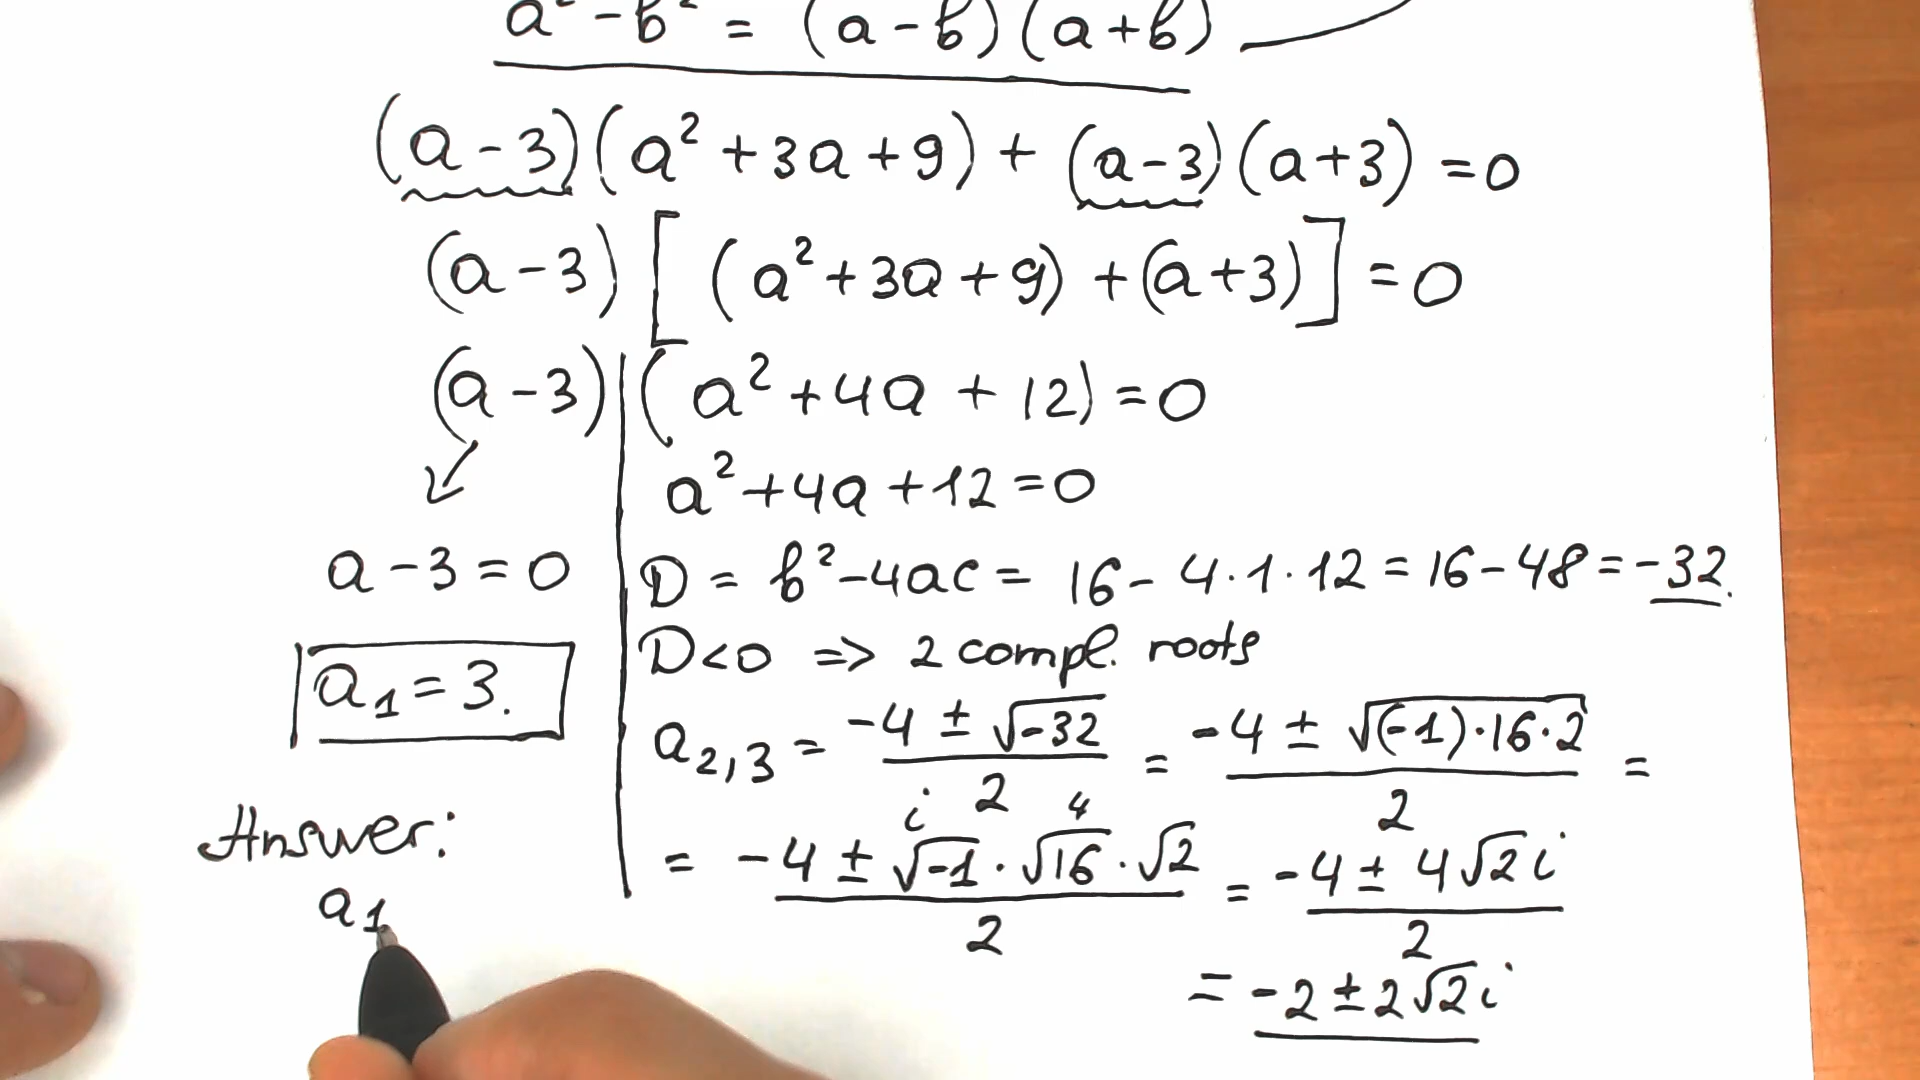 a² - b² = (a-b)(a+b)
(a-3)(a²+3a+9) + (a-3)(a+3) = 0
(a-3)[(a²+3a+9)+(a+3)] = 0
(a-3)(a²+4a+12) = 0
a²+4a+12=0
a-3=0
D = b²-4ac = 16-4·1·12 = 16-48 = -32.
D<0 => 2 compl. roots
a₁=3.
a₂,₃ = (-4 ± √-32)/2 = (-4 ± √(-1)·16·2)/2 =
i 4
= (-4 ± √-1 · √16 · √2)/2 = (-4 ± 4√2i)/2
= -2 ± 2√2i
Answer:
a₁